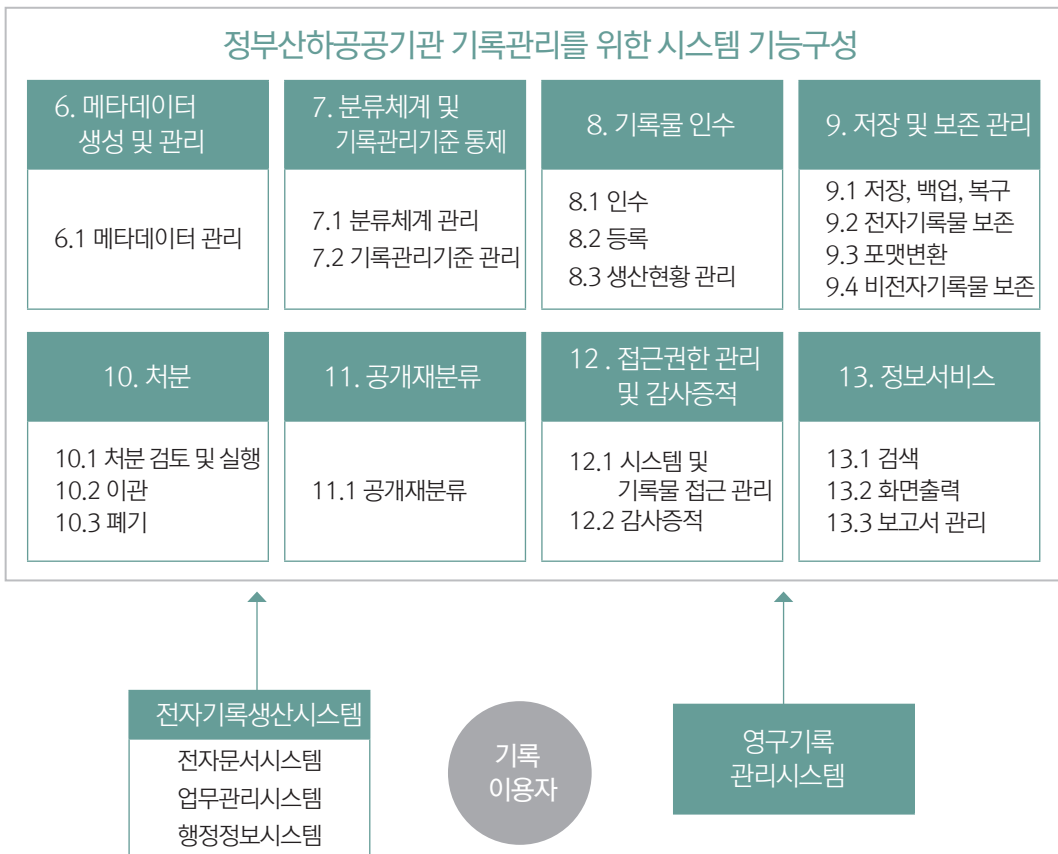 정부산하공공기관 기록관리를 위한 시스템 기능구성
6. 메타데이터
생성 및 관리
6.1 메타데이터 관리
7. 분류체계 및
기록관리기준 통제
7.1 분류체계 관리
7.2 기록관리기준 관리
8. 기록물 인수
8.1 인수
8.2 등록
8.3 생산현황 관리
9. 저장 및 보존 관리
9.1 저장, 백업, 복구
9.2 전자기록물 보존
9.3 포맷변환
9.4 비전자기록물 보존
10. 처분
10.1 처분 검토 및 실행
10.2 이관
10.3 폐기
11. 공개재분류
11.1 공개재분류
12 . 접근권한 관리
및 감사증적
12.1 시스템 및
기록물 접근 관리
12.2 감사증적
13. 정보서비스
13.1 검색
13.2 화면출력
13.3 보고서 관리
전자기록생산시스템
전자문서시스템
업무관리시스템
행정정보시스템
기록
이용자
영구기록
관리시스템